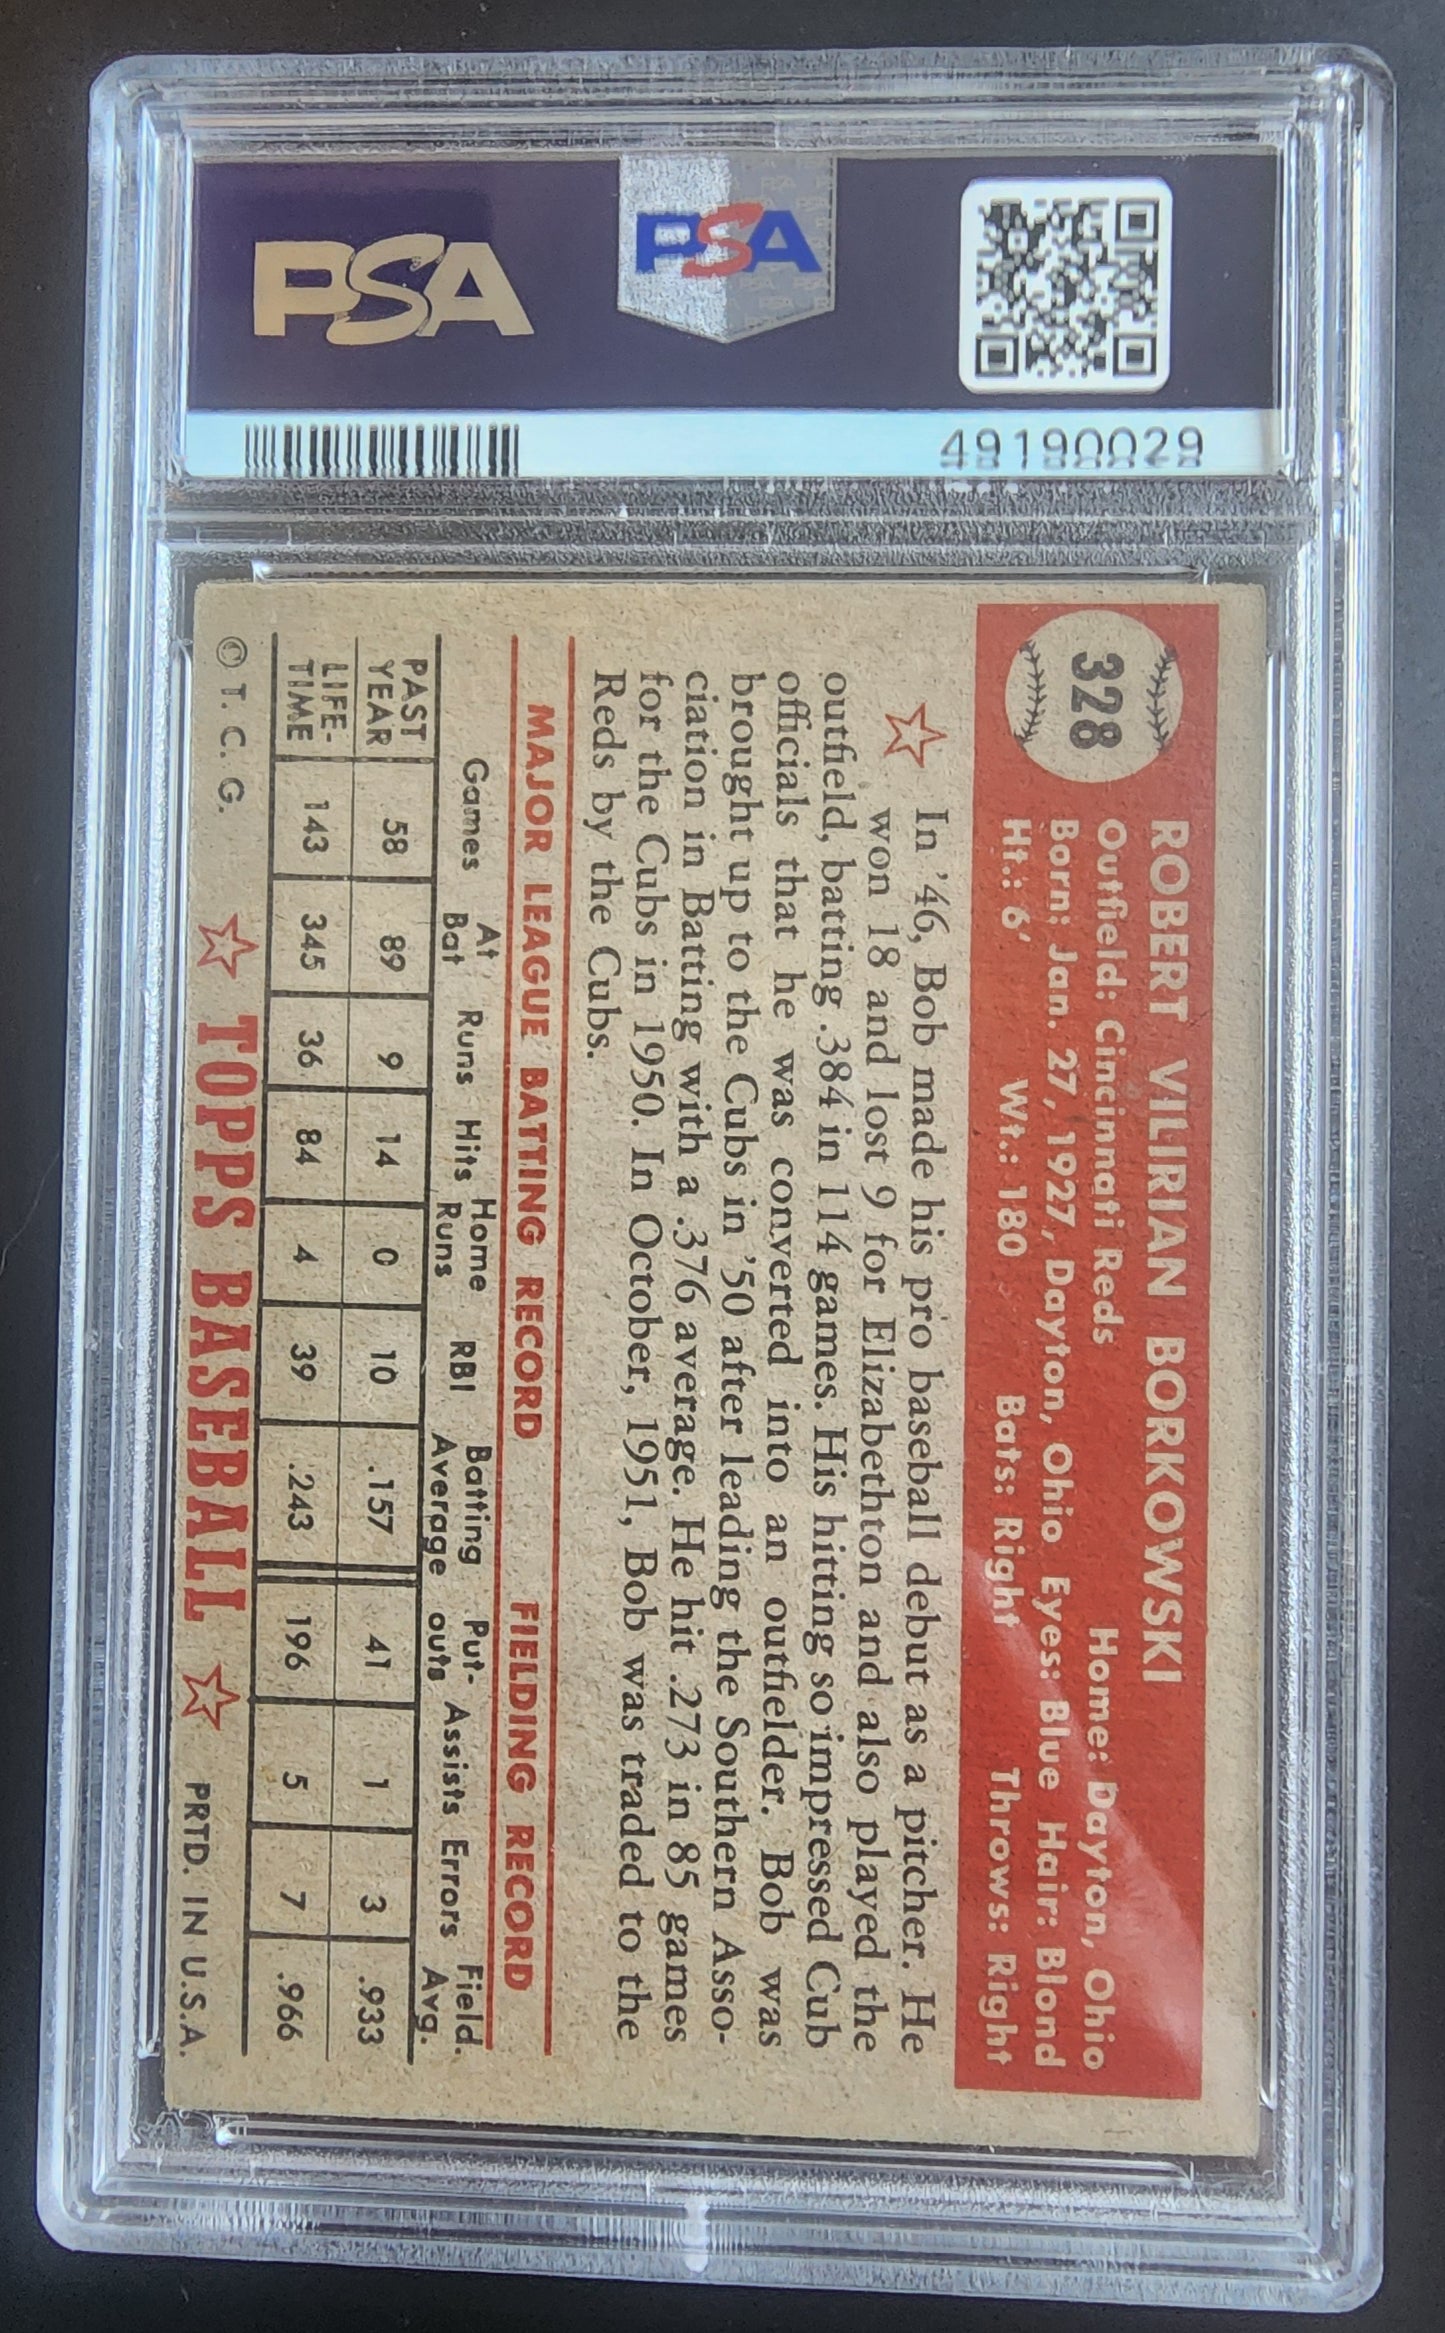 PSA
PSA
49190029
328
ROBERT VILIRIAN BORKOWSKI
Outfield: Cincinnati Reds Home: Dayton, Ohio
Born: Jan. 27, 1927, Dayton, Ohio Eyes: Blue Hair: Blond
Ht.: 6' Wt.: 180 Bats: Right Throws: Right
In '46, Bob made his pro baseball debut as a pitcher. He
won 18 and lost 9 for Elizabethton and also played the
outfield, batting .384 in 114 games. His hitting so impressed Cub
officials that he was converted into an outfielder. Bob was
brought up to the Cubs in '50 after leading the Southern Asso-
ciation in Batting with a .376 average. He hit .273 in 85 games
for the Cubs in 1950. In October, 1951, Bob was traded to the
Reds by the Cubs.
MAJOR LEAGUE BATTING RECORD FIELDING RECORD
Games At Bat Runs Hits Home Runs RBI Batting Average Put-outs Assists Errors Field. Avg.
PAST YEAR 58 89 9 14 0 10 .157 41 1 3 .933
LIFE-TIME 143 345 36 84 4 39 .243 196 5 7 .966
© T. C. G. TOPPS BASEBALL PRTD. IN U.S.A.